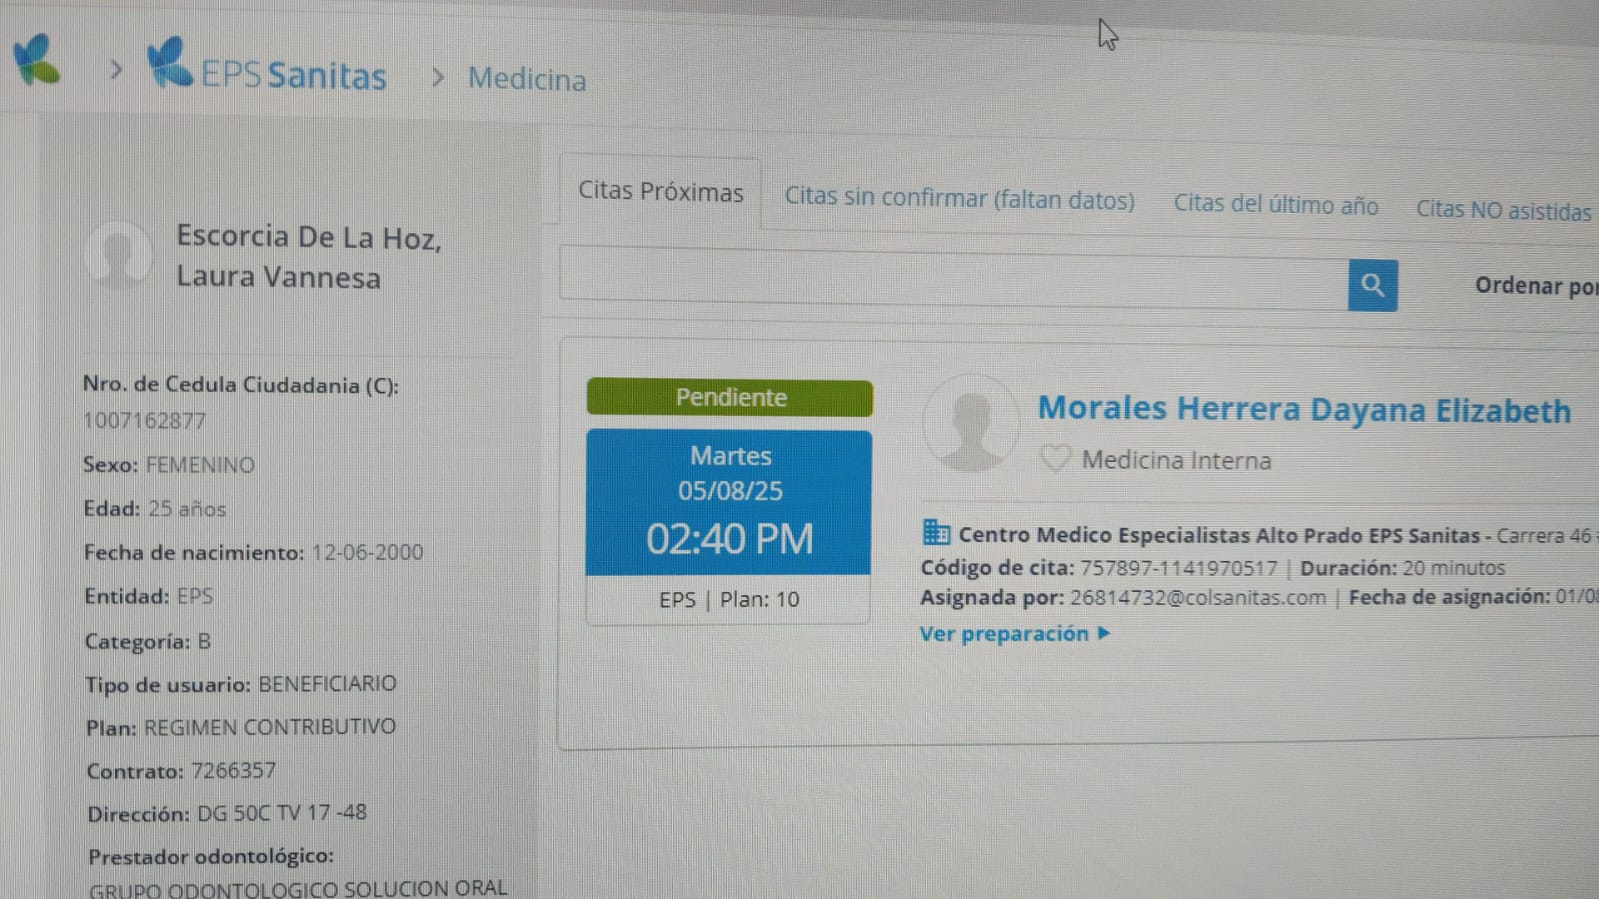 EPS Sanitas > Medicina
Escorcia De La Hoz,
Laura Vannesa
Nro. de Cedula Ciudadania (C):
1007162877
Sexo: FEMENINO
Edad: 25 años
Fecha de nacimiento: 12-06-2000
Entidad: EPS
Categoría: B
Tipo de usuario: BENEFICIARIO
Plan: REGIMEN CONTRIBUTIVO
Contrato: 7266357
Dirección: DG 50C TV 17 -48
Prestador odontológico:
GRUPO ODONTOLOGICO SOLUCION ORAL
Citas Próximas
Citas sin confirmar (faltan datos)
Citas del último año
Citas NO asistidas
Ordenar por
Pendiente
Martes
05/08/25
02:40 PM
EPS | Plan: 10
Morales Herrera Dayana Elizabeth
Medicina Interna
Centro Medico Especialistas Alto Prado EPS Sanitas - Carrera 46
Código de cita: 757897-1141970517 | Duración: 20 minutos
Asignada por: 26814732@colsanitas.com | Fecha de asignación: 01/08
Ver preparación